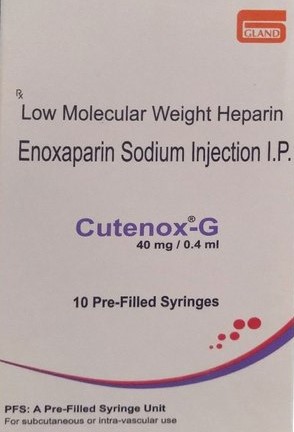 GLAND
Rx
Low Molecular Weight Heparin
Enoxaparin Sodium Injection I.P.
Cutenox®-G
40 mg / 0.4 ml
10 Pre-Filled Syringes
PFS: A Pre-Filled Syringe Unit
For subcutaneous or intra-vascular use